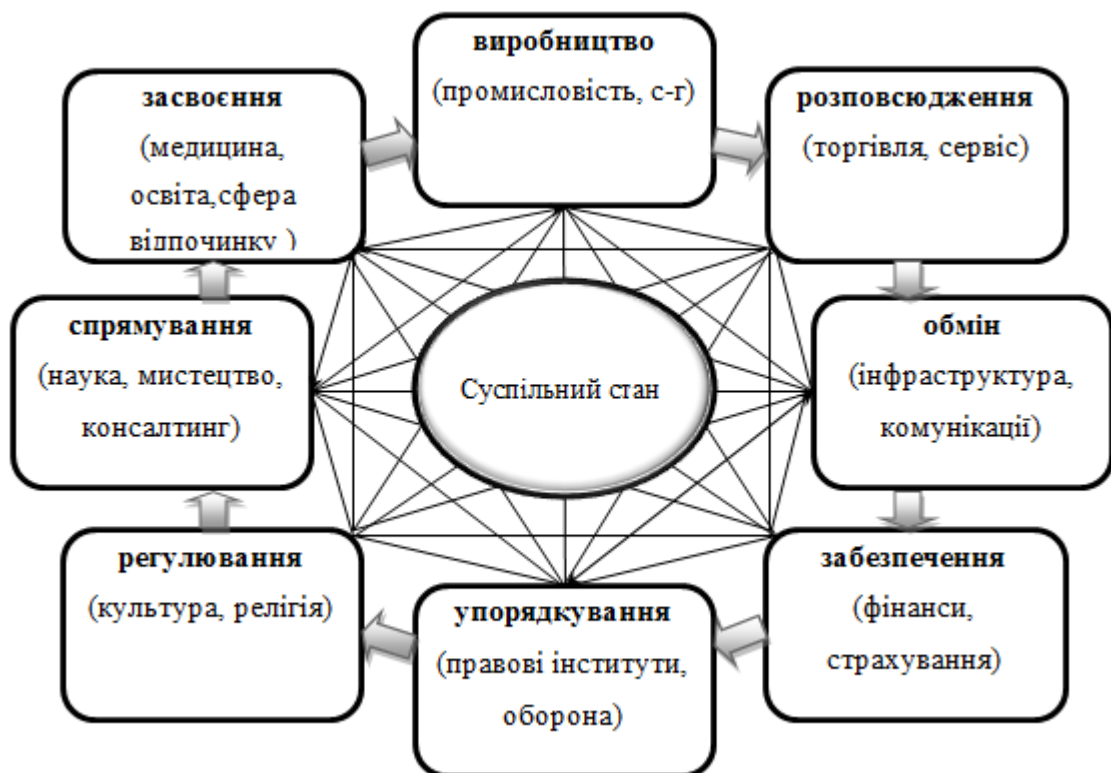 виробництво
(промисловість, с-г)
розповсюдження
(торгівля, сервіс)
обмін
(інфраструктура,
комунікації)
забезпечення
(фінанси,
страхування)
упорядкування
(правові інститути,
оборона)
регулювання
(культура, релігія)
спрямування
(наука, мистецтво,
консалтинг)
засвоєння
(медицина,
освіта,сфера
відпочинку )
Суспільний стан